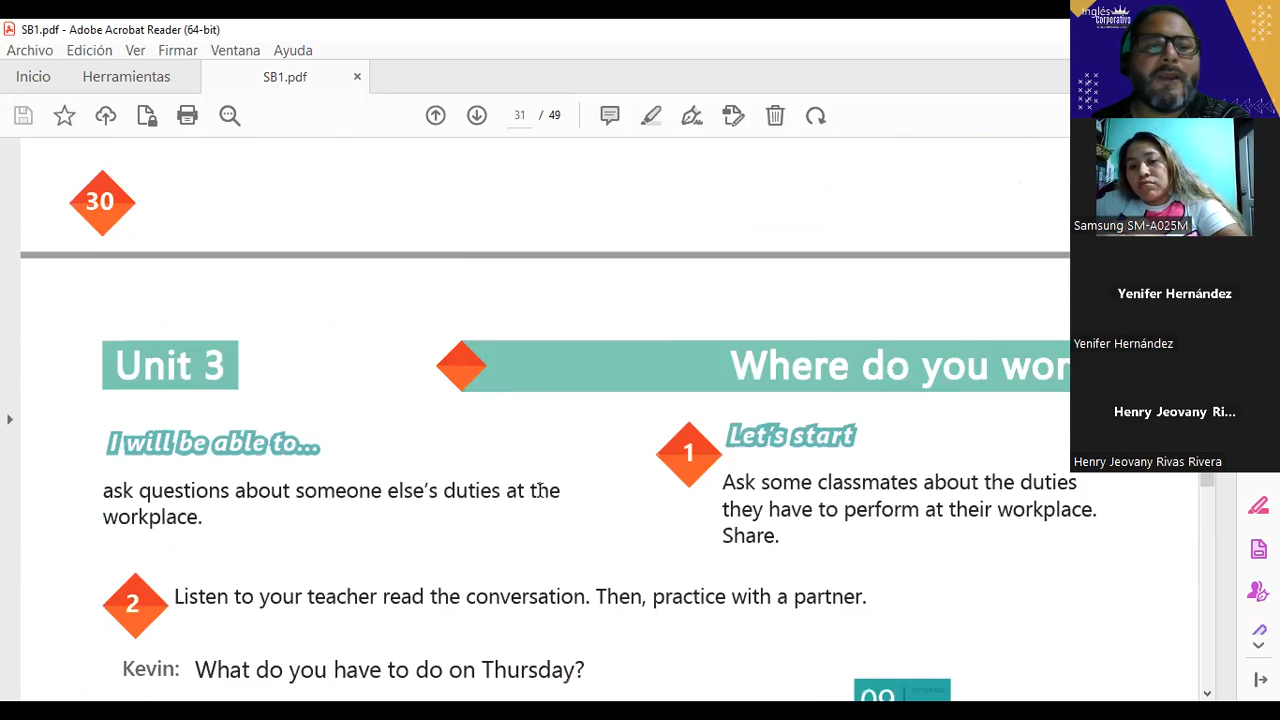 SB1.pdf - Adobe Acrobat Reader (64-bit)
Archivo Edición Ver Firmar Ventana Ayuda
Inicio Herramientas SB1.pdf ×
31 / 49
30
Unit 3
Where do you wor
I will be able to...
ask questions about someone else's duties at the
workplace.
1
Let's start
Ask some classmates about the duties
they have to perform at their workplace.
Share.
2
Listen to your teacher read the conversation. Then, practice with a partner.
Kevin: What do you have to do on Thursday?
09
Inglés
Corporativo
Samsung SM-A025M
Yenifer Hernández
Yenifer Hernández
Henry Jeovany Ri...
Henry Jeovany Rivas Rivera